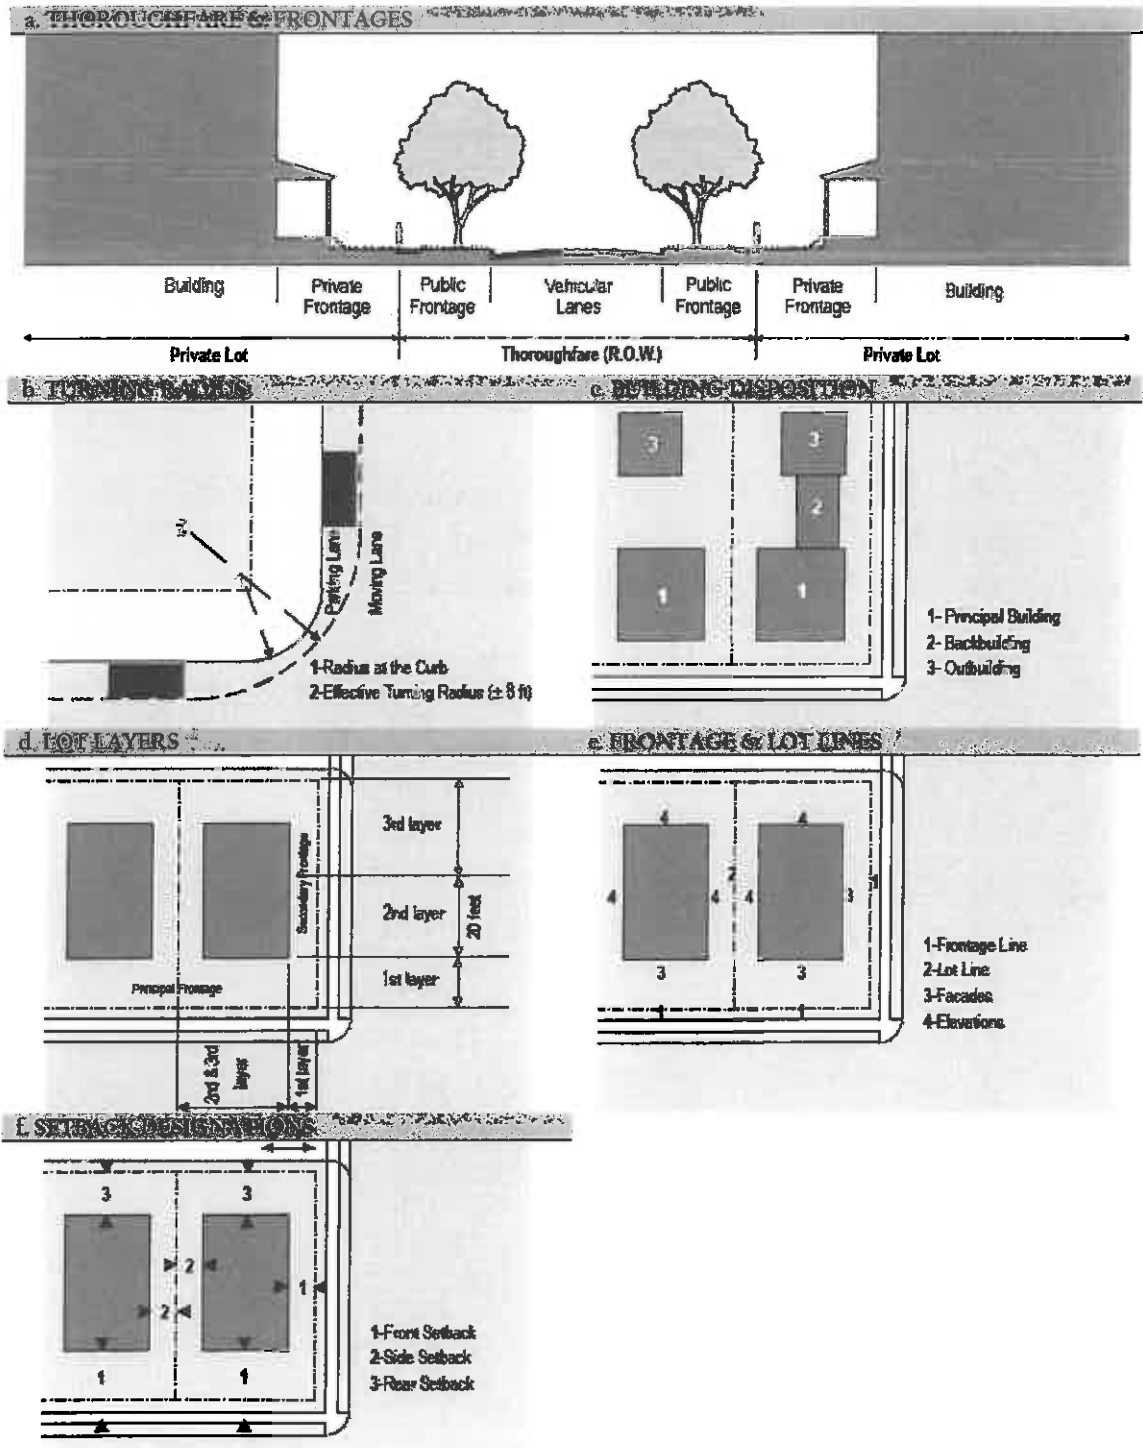 a. THOROUGHFARE & FRONTAGES
Building
Private Frontage
Public Frontage
Vehicular Lanes
Public Frontage
Private Frontage
Building
Private Lot
Thoroughfare (R.O.W.)
Private Lot
b. TURNING RADIUS
Parking Lane
Moving Lane
1-Radius at the Curb
2-Effective Turning Radius (± 8 ft)
c. BUILDING DISPOSITION
3
3
2
1
1
1- Principal Building
2- Backbuilding
3- Outbuilding
d. LOT LAYERS
3rd layer
Secondary Frontage
2nd layer
20 feet
1st layer
Principal Frontage
2nd & 3rd layer
1st layer
e. FRONTAGE & LOT LINES
4
4
2
1
4
4
4
3
3
3
1
1
1-Frontage Line
2-Lot Line
3-Facades
4-Elevations
f. SETBACK DESIGNATIONS
3
3
2
1
2
1
1
1-Front Setback
2-Side Setback
3-Rear Setback